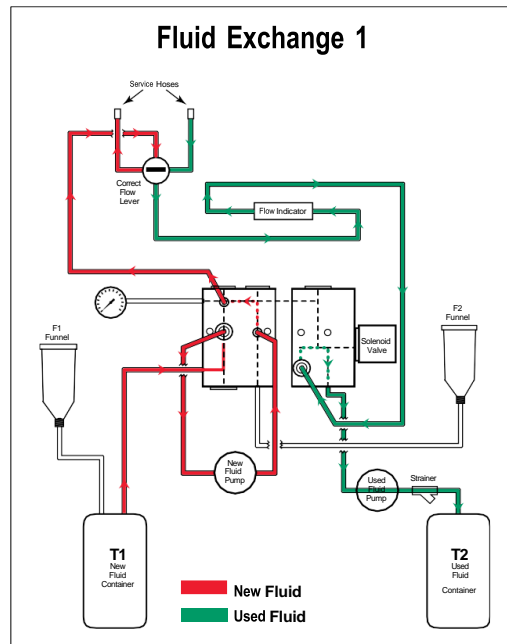 Fluid Exchange 1
Service Hoses
Correct
Flow
Lever
Flow Indicator
F1
Funnel
F2
Funnel
Solenoid
Valve
New
Fluid
Pump
Used
Fluid
Pump
Strainer
T1
New
Fluid
Container
T2
Used
Fluid
Container
New Fluid
Used Fluid